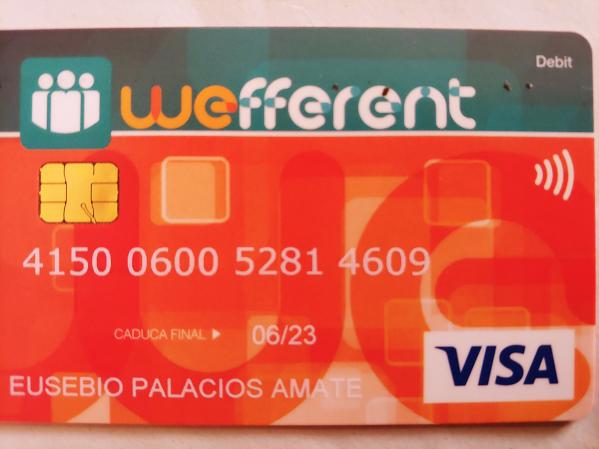 Debit
wefferent
4150 0600 5281 4609
CADUCA FINAL ▶ 06/23
VISA
EUSEBIO PALACIOS AMATE